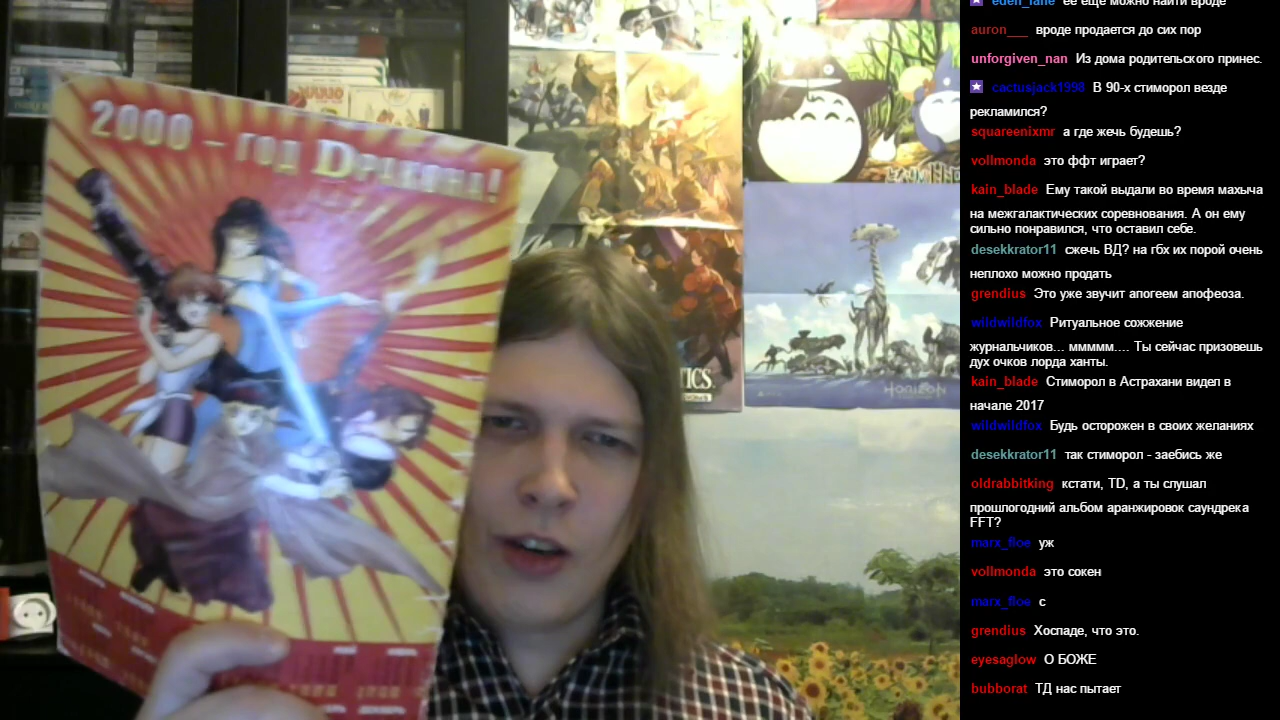 2000 - год Дракона!
MARIO
TICS
HORIZON
eden_lane ее еще можно найти вроде
auron___ вроде продается до сих пор
unforgiven_nan Из дома родительского принес.
cactusjack1998 В 90-х стиморол везде
рекламился?
squareenixmr а где жечь будешь?
vollmonda это ффт играет?
kain_blade Ему такой выдали во время махыча
на межгалактических соревнования. А он ему
сильно понравился, что оставил себе.
desekkrator11 сжечь ВД? на гбх их порой очень
неплохо можно продать
grendius Это уже звучит апогеем апофеоза.
wildwildfox Ритуальное сожжение
журнальчиков... ммммм.... Ты сейчас призовешь
дух очков лорда ханты.
kain_blade Стиморол в Астрахани видел в
начале 2017
wildwildfox Будь осторожен в своих желаниях
desekkrator11 так стиморол - заебись же
oldrabbitking кстати, TD, а ты слушал
прошлогодний альбом аранжировок саундрека
FFT?
marx_floe уж
vollmonda это сокен
marx_floe с
grendius Хоспаде, что это.
eyesaglow О БОЖЕ
bubborat ТД нас пытает